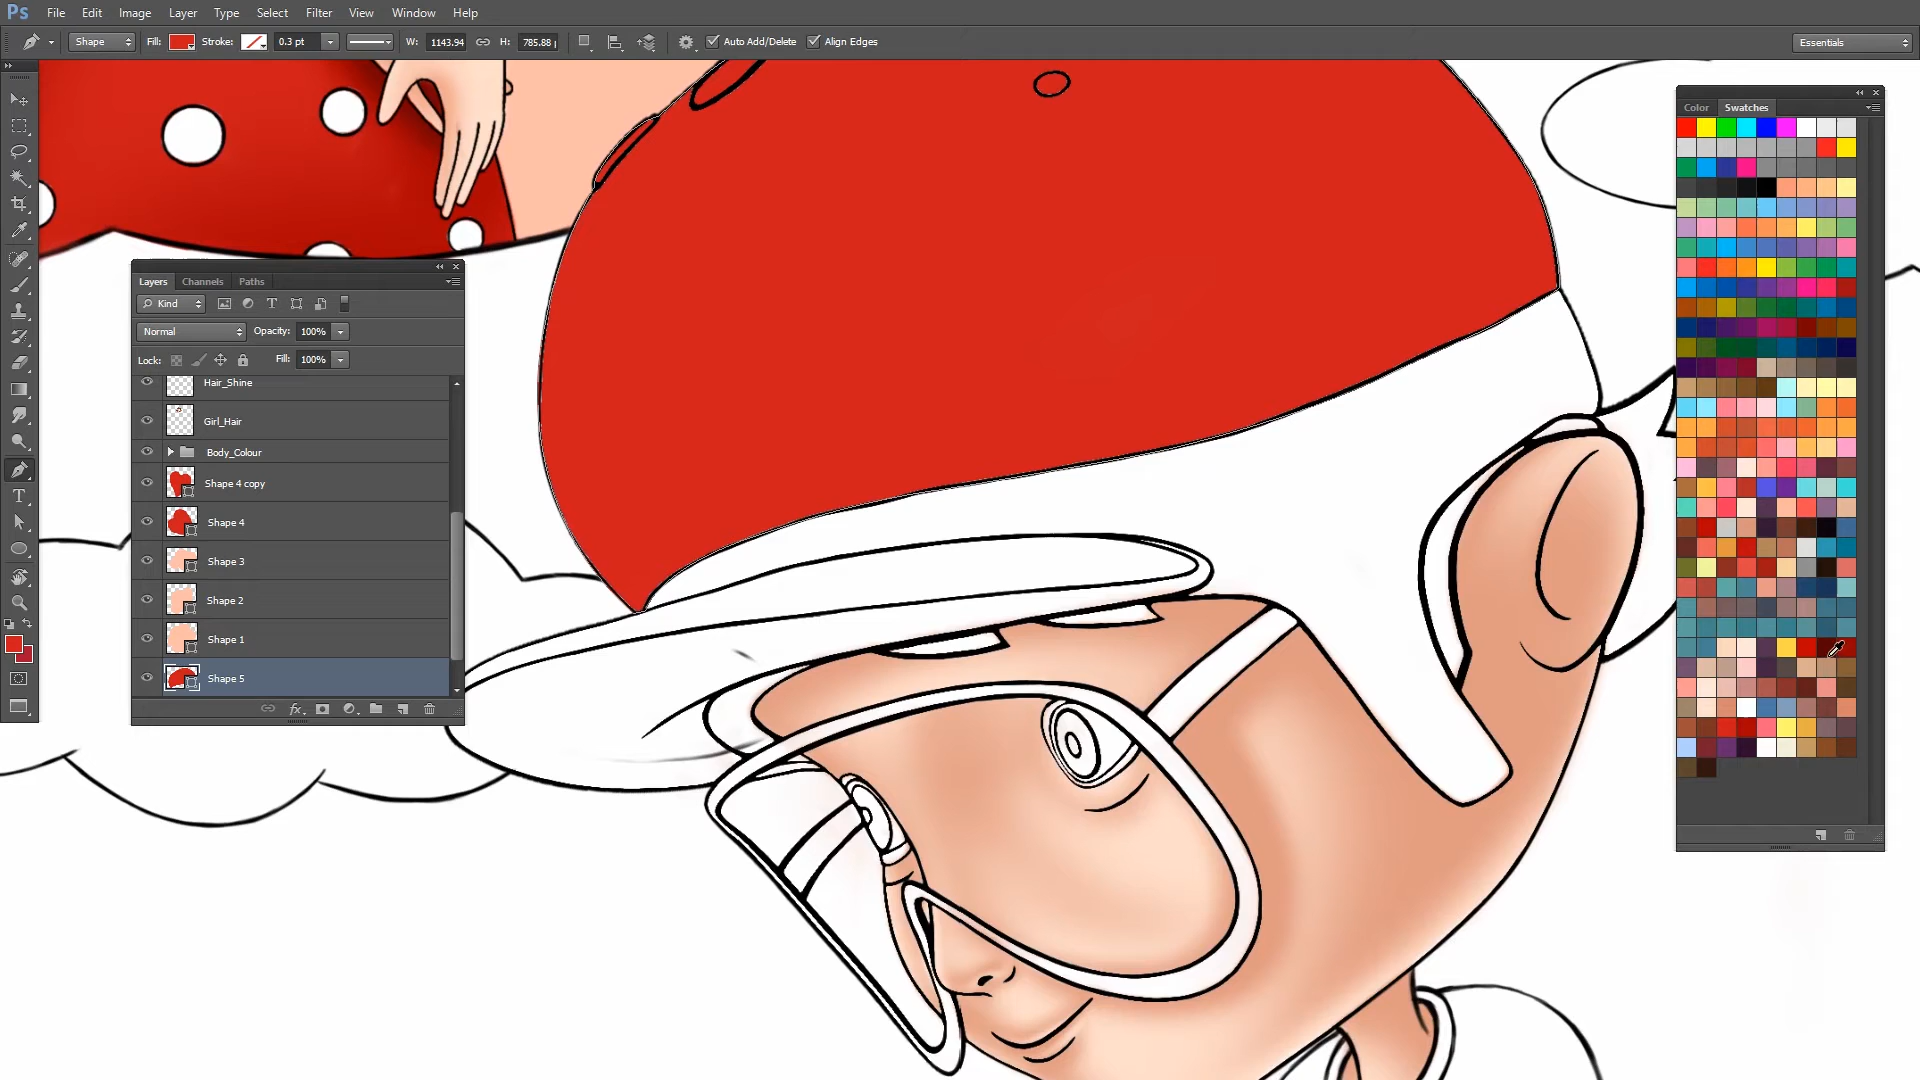 Ps File Edit Image Layer Type Select Filter View Window Help
Shape Fill: Stroke: 0.3 pt W: 1143.94 H: 785.88 Auto Add/Delete Align Edges Essentials
Color Swatches
Layers Channels Paths
Kind
Normal Opacity: 100%
Lock: Fill: 100%
Hair_Shine
Girl_Hair
Body_Colour
Shape 4 copy
Shape 4
Shape 3
Shape 2
Shape 1
Shape 5
fx